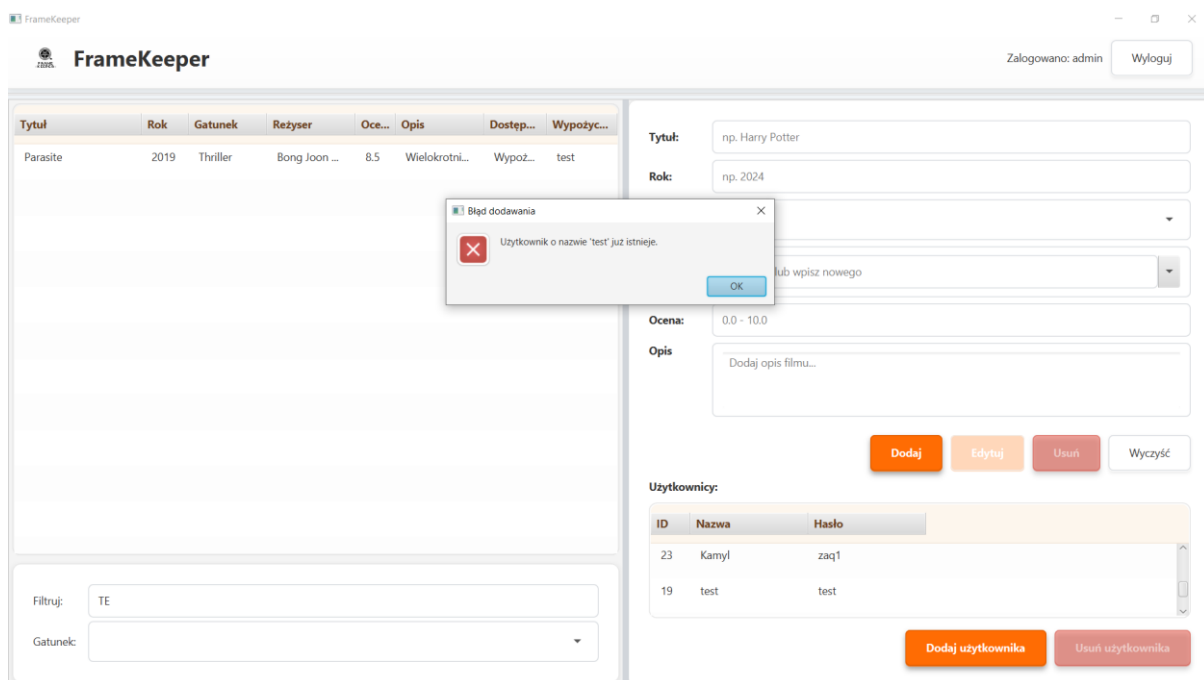 FrameKeeper
FrameKeeper
Zalogowano: admin
Wyloguj
Tytuł Rok Gatunek Reżyser Oce... Opis Dostęp... Wypożyc...
Parasite 2019 Thriller Bong Joon ... 8.5 Wielokrotni... Wypoż... test
Tytuł: np. Harry Potter
Rok: np. 2024
Błąd dodawania
Użytkownik o nazwie 'test' już istnieje.
OK
lub wpisz nowego
Ocena: 0.0 - 10.0
Opis
Dodaj opis filmu...
Dodaj Edytuj Usuń Wyczyść
Użytkownicy:
ID Nazwa Hasło
23 Kamyl zaq1
19 test test
Filtruj: TE
Gatunek:
Dodaj użytkownika Usuń użytkownika